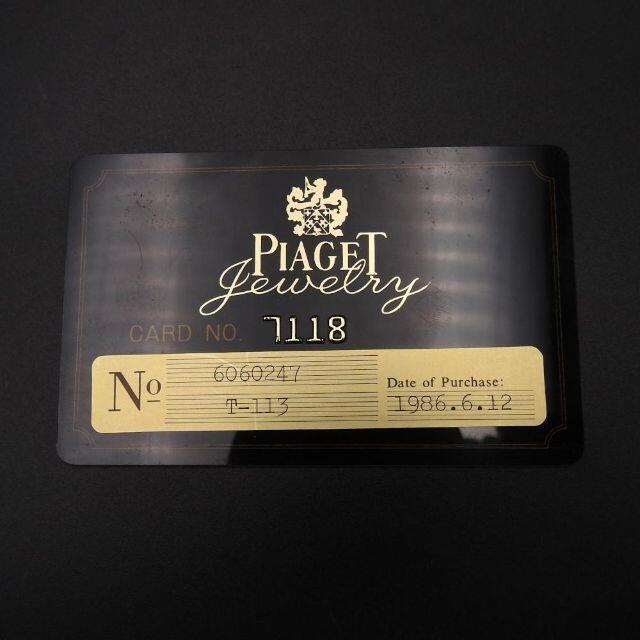 PIAGET
Jewelry
CARD NO. 7118
No 6060247
T-113
Date of Purchase:
1986.6.12